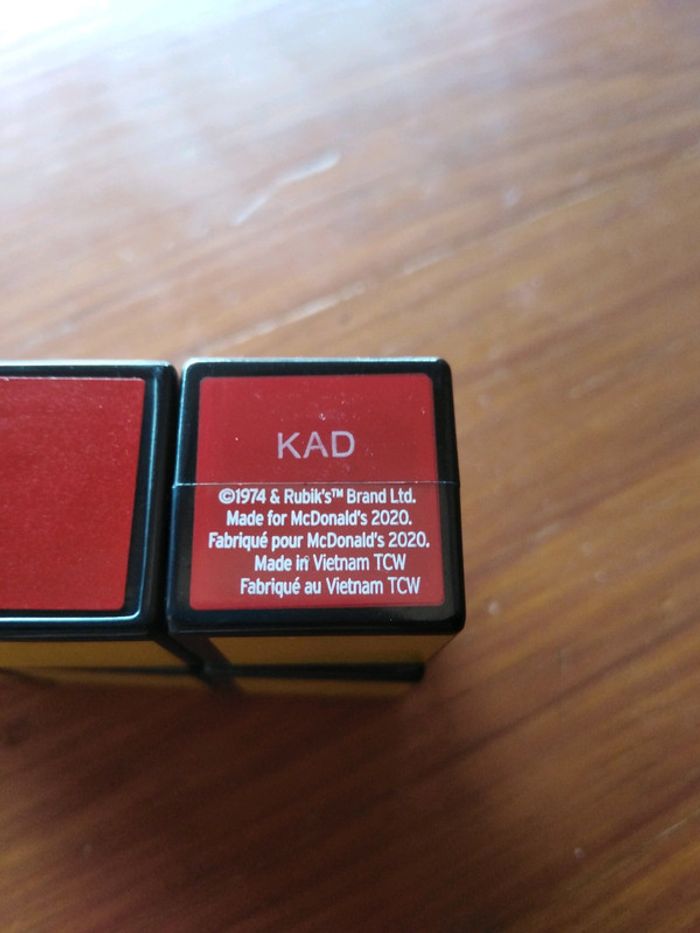 KAD
©1974 & Rubik's™ Brand Ltd.
Made for McDonald's 2020.
Fabriqué pour McDonald's 2020.
Made in Vietnam TCW
Fabriqué au Vietnam TCW